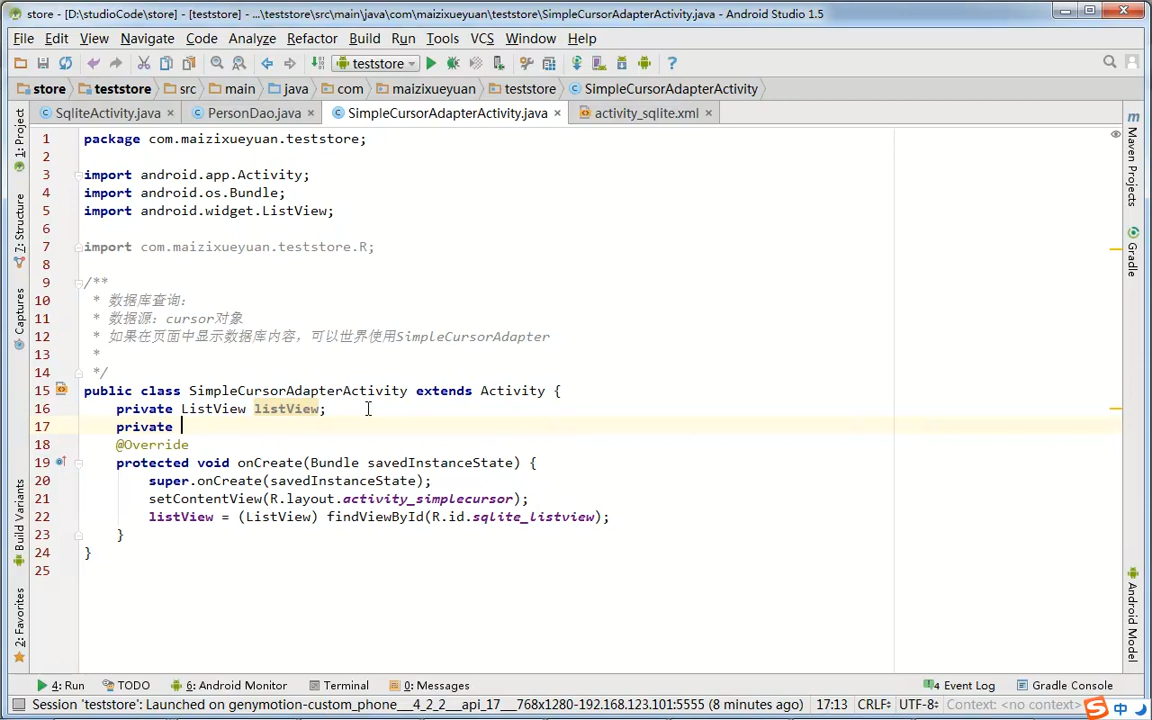 store - [D:\studioCode\store] - [teststore] - ...\teststore\src\main\java\com\maizixueyuan\teststore\SimpleCursorAdapterActivity.java - Android Studio 1.5
File Edit View Navigate Code Analyze Refactor Build Run Tools VCS Window Help
teststore
store teststore src main java com maizixueyuan teststore SimpleCursorAdapterActivity
SqliteActivity.java PersonDao.java SimpleCursorAdapterActivity.java activity_sqlite.xml
1: Project
7: Structure
Captures
Build Variants
2: Favorites
1 package com.maizixueyuan.teststore;
2
3 import android.app.Activity;
4 import android.os.Bundle;
5 import android.widget.ListView;
6
7 import com.maizixueyuan.teststore.R;
8
9 /**
10 * 数据库查询:
11 * 数据源: cursor对象
12 * 如果在页面中显示数据库内容, 可以世界使用SimpleCursorAdapter
13 *
14 */
15 public class SimpleCursorAdapterActivity extends Activity {
16 private ListView listView;
17 private
18 @Override
19 protected void onCreate(Bundle savedInstanceState) {
20 super.onCreate(savedInstanceState);
21 setContentView(R.layout.activity_simplecursor);
22 listView = (ListView) findViewById(R.id.sqlite_listview);
23 }
24 }
25
Maven Projects
Gradle
Android Model
4: Run TODO 6: Android Monitor Terminal 0: Messages 4 Event Log Gradle Console
Session 'teststore': Launched on genymotion-custom_phone__4_2_2__api_17__768x1280-192.168.123.101:5555 (8 minutes ago) 17:13 CRLF UTF-8 Context: <no context> 中